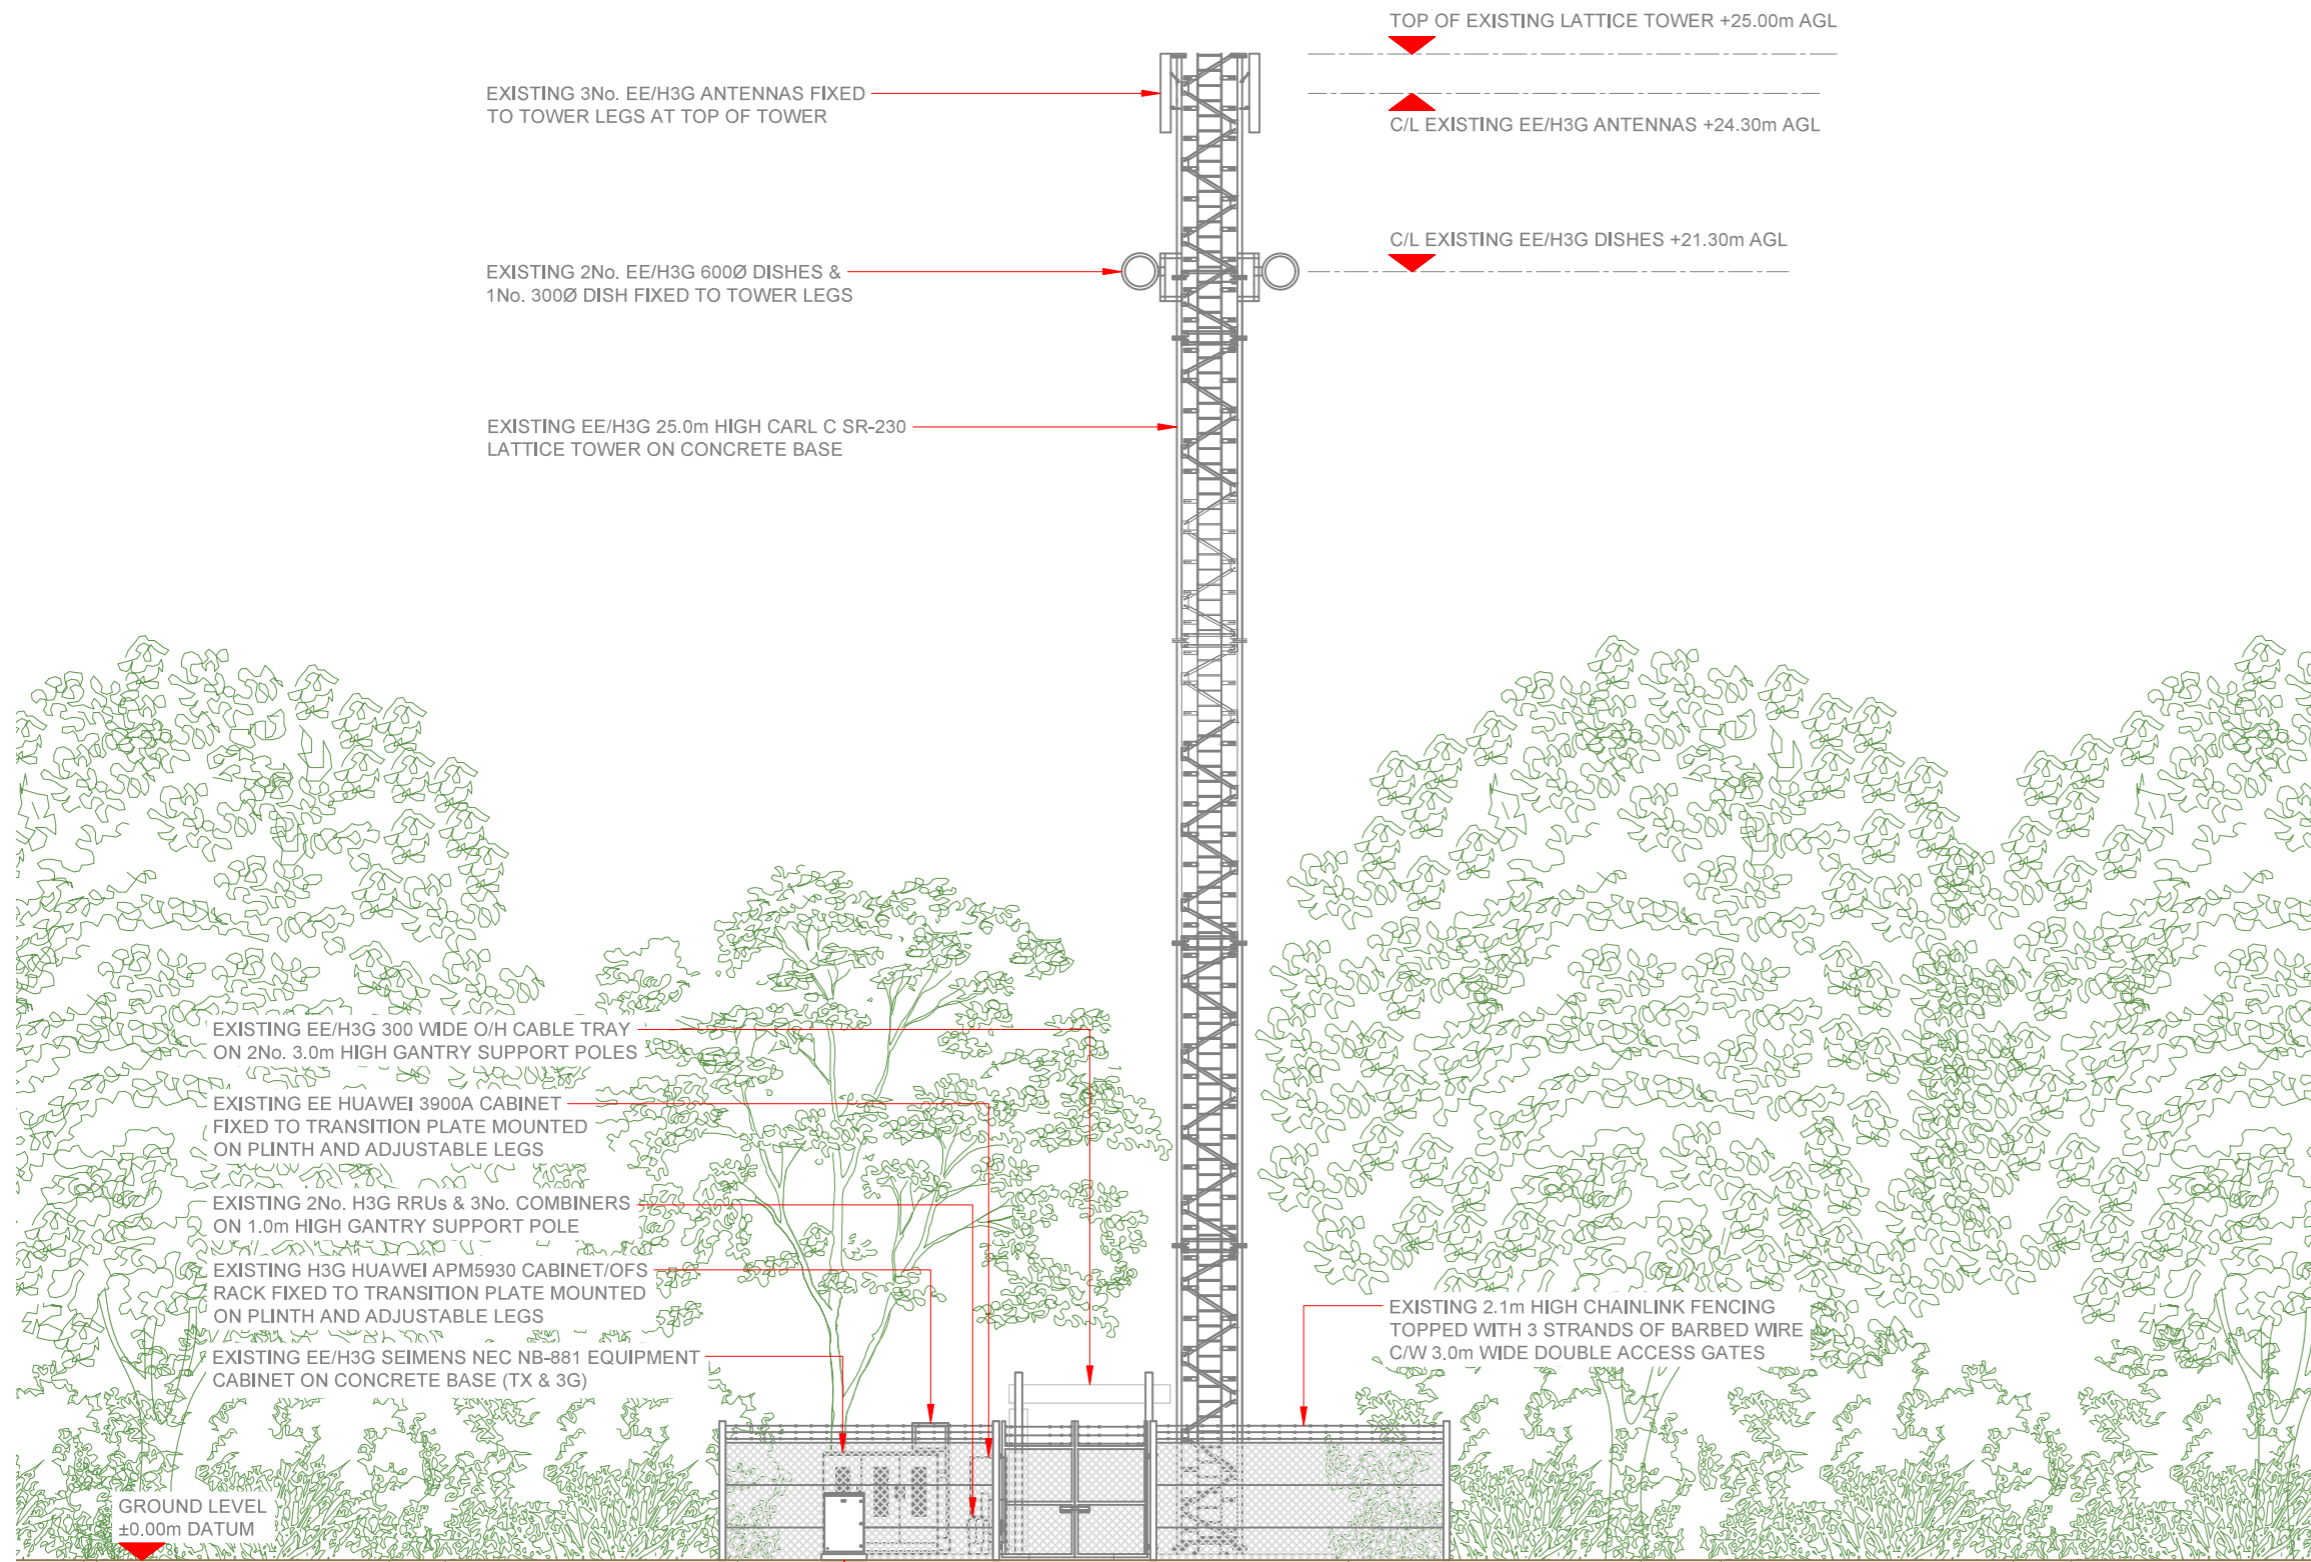 TOP OF EXISTING LATTICE TOWER +25.00m AGL
EXISTING 3No. EE/H3G ANTENNAS FIXED
TO TOWER LEGS AT TOP OF TOWER
C/L EXISTING EE/H3G ANTENNAS +24.30m AGL
C/L EXISTING EE/H3G DISHES +21.30m AGL
EXISTING 2No. EE/H3G 600Ø DISHES &
1No. 300Ø DISH FIXED TO TOWER LEGS
EXISTING EE/H3G 25.0m HIGH CARL C SR-230
LATTICE TOWER ON CONCRETE BASE
EXISTING EE/H3G 300 WIDE O/H CABLE TRAY
ON 2No. 3.0m HIGH GANTRY SUPPORT POLES
EXISTING EE HUAWEI 3900A CABINET
FIXED TO TRANSITION PLATE MOUNTED
ON PLINTH AND ADJUSTABLE LEGS
EXISTING 2No. H3G RRUs & 3No. COMBINERS
ON 1.0m HIGH GANTRY SUPPORT POLE
EXISTING H3G HUAWEI APM5930 CABINET/OFS
RACK FIXED TO TRANSITION PLATE MOUNTED
ON PLINTH AND ADJUSTABLE LEGS
EXISTING EE/H3G SEIMENS NEC NB-881 EQUIPMENT
CABINET ON CONCRETE BASE (TX & 3G)
EXISTING 2.1m HIGH CHAINLINK FENCING
TOPPED WITH 3 STRANDS OF BARBED WIRE
C/W 3.0m WIDE DOUBLE ACCESS GATES
GROUND LEVEL
±0.00m DATUM